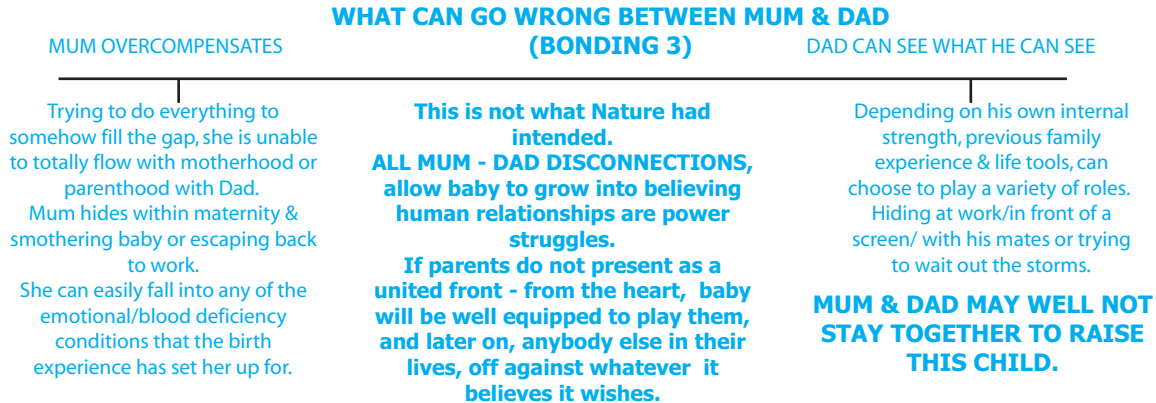 WHAT CAN GO WRONG BETWEEN MUM & DAD
(BONDING 3)
MUM OVERCOMPENSATES
DAD CAN SEE WHAT HE CAN SEE
Trying to do everything to
somehow fill the gap, she is unable
to totally flow with motherhood or
parenthood with Dad.
Mum hides within maternity &
smothering baby or escaping back
to work.
She can easily fall into any of the
emotional/blood deficiency
conditions that the birth
experience has set her up for.
This is not what Nature had
intended.
ALL MUM - DAD DISCONNECTIONS,
allow baby to grow into believing
human relationships are power
struggles.
If parents do not present as a
united front - from the heart, baby
will be well equipped to play them,
and later on, anybody else in their
lives, off against whatever it
believes it wishes.
Depending on his own internal
strength, previous family
experience & life tools, can
choose to play a variety of roles.
Hiding at work/in front of a
screen/ with his mates or trying
to wait out the storms.
MUM & DAD MAY WELL NOT
STAY TOGETHER TO RAISE
THIS CHILD.